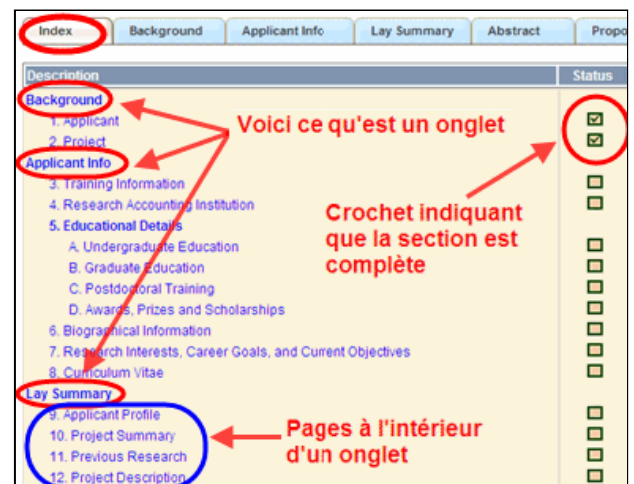 Index Background Applicant Info Lay Summary Abstract Propo
Description Status
Background
1. Applicant
2. Project
Voici ce qu'est un onglet
Applicant Info
3. Training Information
4. Research Accounting Institution
5. Educational Details
A. Undergraduate Education
B. Graduate Education
C. Postdoctoral Training
D. Awards, Prizes and Scholarships
Crochet indiquant
que la section est
complète
6. Biographical Information
7. Research Interests, Career Goals, and Current Objectives
8. Curriculum Vitae
Lay Summary
9. Applicant Profile
10. Project Summary
11. Previous Research
12. Project Description
Pages à l'intérieur
d'un onglet